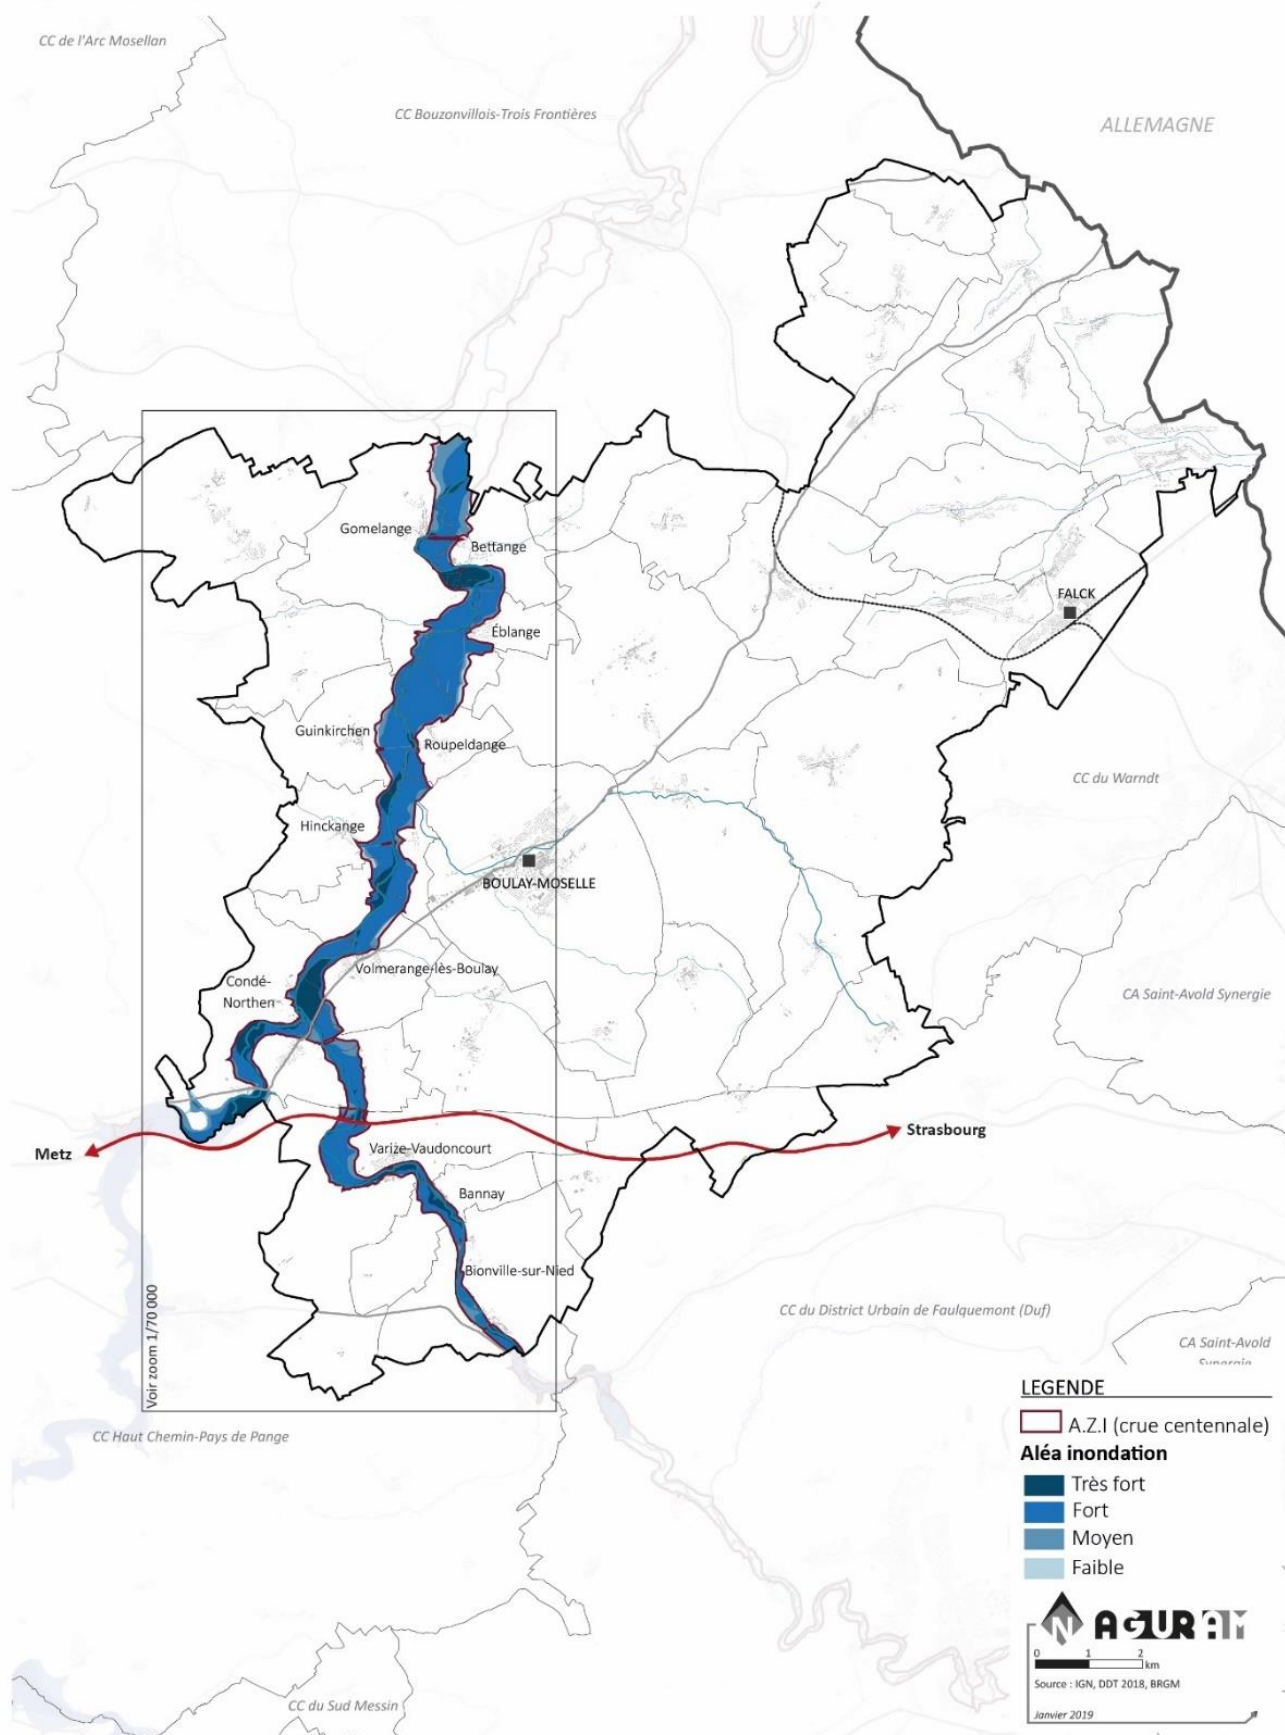 CC de l'Arc Mosellan
CC Bouzonvillois-Trois Frontières
ALLEMAGNE
Gomelange
Bettange
FALCK
Éblange
Guinkirchen
Roupeldange
CC du Warndt
Hinckange
BOULAY-MOSELLE
Volmerange-lès-Boulay
Condé-
Northen
CA Saint-Avold Synergie
Metz
Strasbourg
Varize-Vaudoncourt
Bannay
Bionville-sur-Nied
CC du District Urbain de Faulquemont (Duf)
CA Saint-Avold
Synergie
Voir zoom 1/70 000
CC Haut Chemin-Pays de Pange
CC du Sud Messin
LEGENDE
A.Z.I (crue centennale)
Aléa inondation
Très fort
Fort
Moyen
Faible
N AGURAM
0 1 2
km
Source : IGN, DDT 2018, BRGM
Janvier 2019